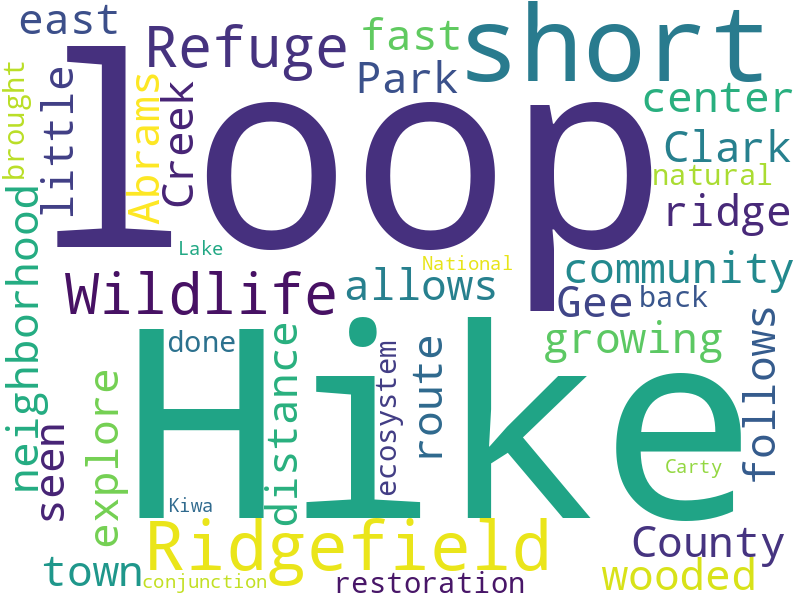 east
Refuge
fast
short
Park
center
loop
brought
little
Abrams
Creek
Clark
natural
ridge
neighborhood
Lake
National
community
Wildlife
allows
Gee
back
growing
Hike
done
distance
ecosystem
route
follows
explore
seen
Carty
Kiwa
Ridgefield
County
town
conjunction
restoration
wooded